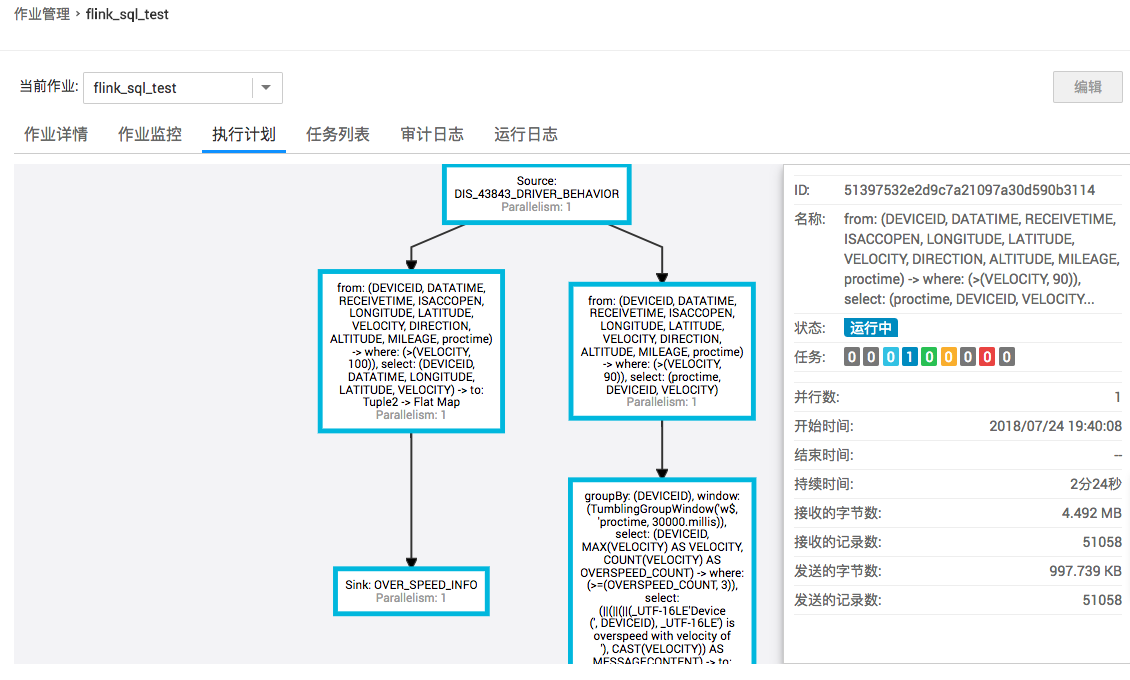 作业管理 › flink_sql_test
当前作业: flink_sql_test
编辑
作业详情 作业监控 执行计划 任务列表 审计日志 运行日志
Source:
DIS_43843_DRIVER_BEHAVIOR
Parallelism: 1
from: (DEVICEID, DATATIME,
RECEIVETIME, ISACCOPEN,
LONGITUDE, LATITUDE,
VELOCITY, DIRECTION,
ALTITUDE, MILEAGE, proctime)
-> where: (>(VELOCITY,
100)), select: (DEVICEID,
DATATIME, LONGITUDE,
LATITUDE, VELOCITY) -> to:
Tuple2 -> Flat Map
Parallelism: 1
from: (DEVICEID, DATATIME,
RECEIVETIME, ISACCOPEN,
LONGITUDE, LATITUDE,
VELOCITY, DIRECTION,
ALTITUDE, MILEAGE, proctime)
-> where: (>(VELOCITY,
90)), select: (proctime,
DEVICEID, VELOCITY)
Parallelism: 1
Sink: OVER_SPEED_INFO
Parallelism: 1
groupBy: (DEVICEID), window:
(TumblingGroupWindow('w$,
'proctime, 30000.millis)),
select: (DEVICEID,
MAX(VELOCITY) AS VELOCITY,
COUNT(VELOCITY) AS
OVERSPEED_COUNT) -> where:
(>=(OVERSPEED_COUNT, 3)),
select:
(||(||(||(_UTF-16LE'Device
(', DEVICEID), _UTF-16LE') is
overspeed with velocity of
'), CAST(VELOCITY)) AS
MESSAGECONTENT) -> to:
ID: 51397532e2d9c7a21097a30d590b3114
名称: from: (DEVICEID, DATATIME, RECEIVETIME,
ISACCOPEN, LONGITUDE, LATITUDE,
VELOCITY, DIRECTION, ALTITUDE, MILEAGE,
proctime) -> where: (>(VELOCITY, 90)),
select: (proctime, DEVICEID, VELOCITY...
状态: 运行中
任务: 0 0 0 1 0 0 0 0 0
并行数: 1
开始时间: 2018/07/24 19:40:08
结束时间: --
持续时间: 2分24秒
接收的字节数: 4.492 MB
接收的记录数: 51058
发送的字节数: 997.739 KB
发送的记录数: 51058